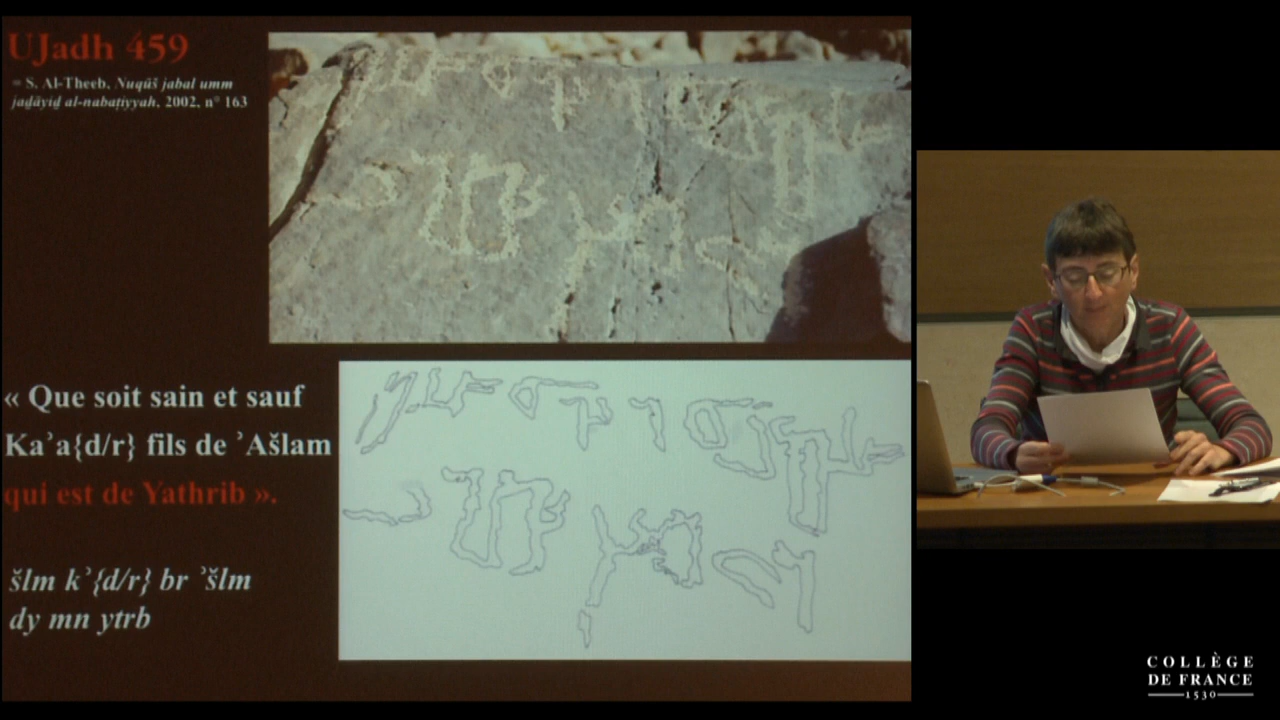 UJadh 459
= S. Al-Theeb, Nuqūš jabal umm
jaḏāyiḏ al-nabaṭiyyah, 2002, n° 163
« Que soit sain et sauf
Kaʾa{d/r} fils de ʾAšlam
qui est de Yathrib ».
šlm kʾ{d/r} br ʾšlm
dy mn ytrb
COLLÈGE
DE FRANCE
1530